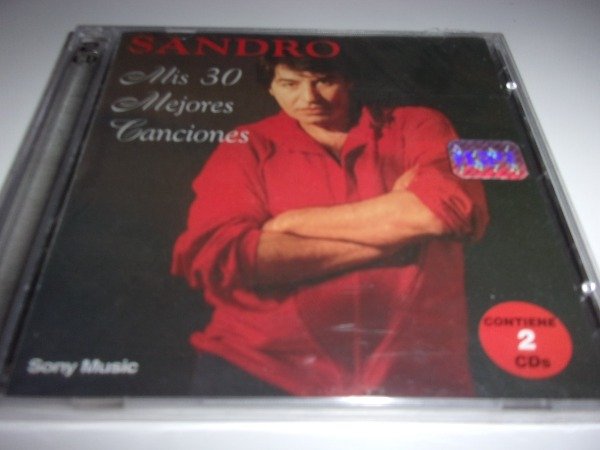 SANDRO
Mis 30
Mejores
Canciones
CONTIENE
2
CDs
Sony Music